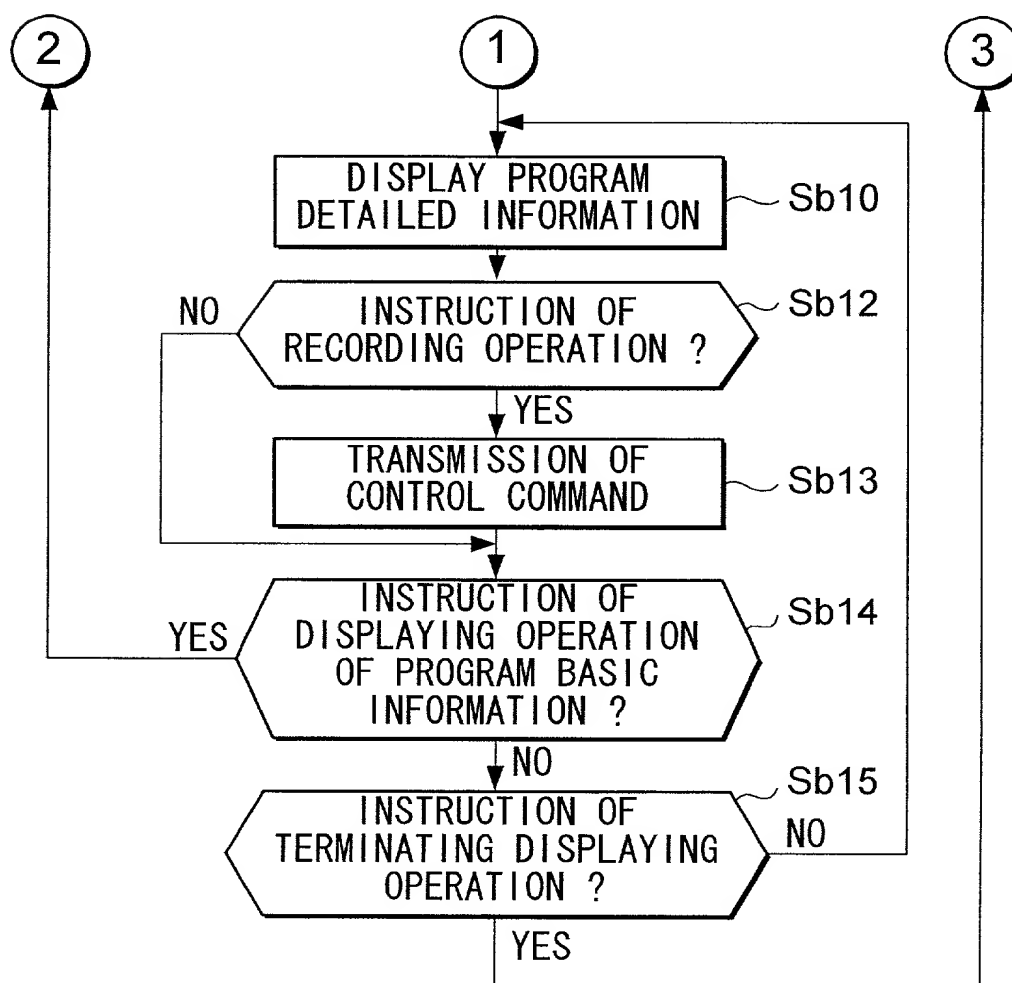 2
1
3
DISPLAY PROGRAM
DETAILED INFORMATION
Sb10
NO
INSTRUCTION OF
RECORDING OPERATION ?
Sb12
YES
TRANSMISSION OF
CONTROL COMMAND
Sb13
YES
INSTRUCTION OF
DISPLAYING OPERATION
OF PROGRAM BASIC
INFORMATION ?
Sb14
NO
INSTRUCTION OF
TERMINATING DISPLAYING
OPERATION ?
Sb15
NO
YES